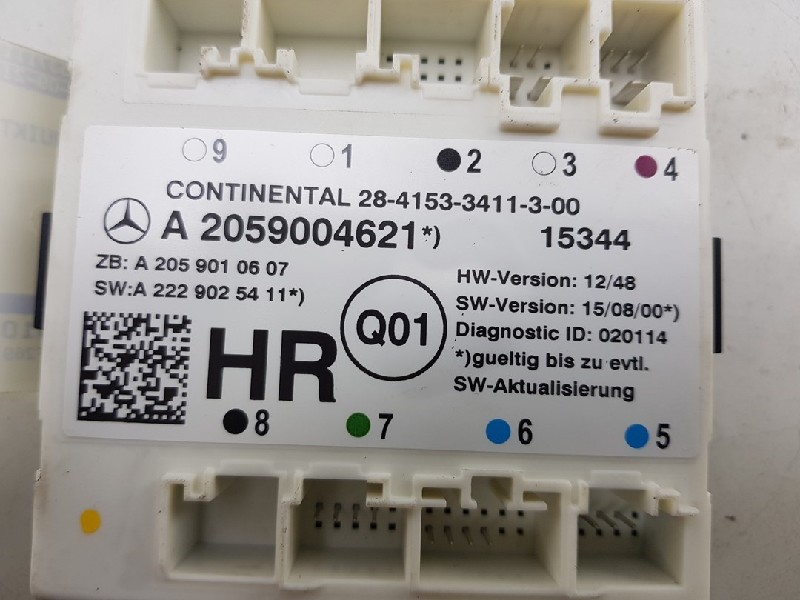 9 1 2 3 4
CONTINENTAL 28-4153-3411-3-00
A 2059004621*) 15344
ZB: A 205 901 06 07
SW:A 222 902 54 11*)
HW-Version: 12/48
SW-Version: 15/08/00*)
Diagnostic ID: 020114
*)gueltig bis zu evtl.
SW-Aktualisierung
HR
Q01
8 7 6 5